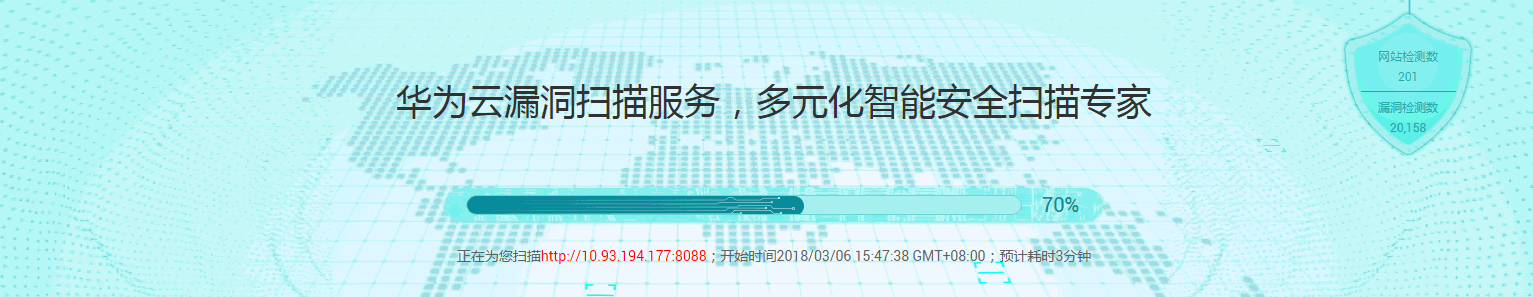 网站检测数
201
漏洞检测数
20,158
华为云漏洞扫描服务，多元化智能安全扫描专家
70%
正在为您扫描http://10.93.194.177:8088；开始时间2018/03/06 15:47:38 GMT+08:00；预计耗时3分钟